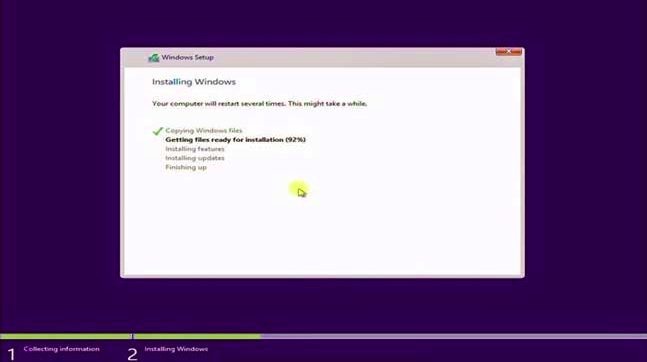 Windows Setup
Installing Windows
Your computer will restart several times. This might take a while.
Copying Windows files
Getting files ready for installation (92%)
Installing features
Installing updates
Finishing up
1 Collecting information
2 Installing Windows